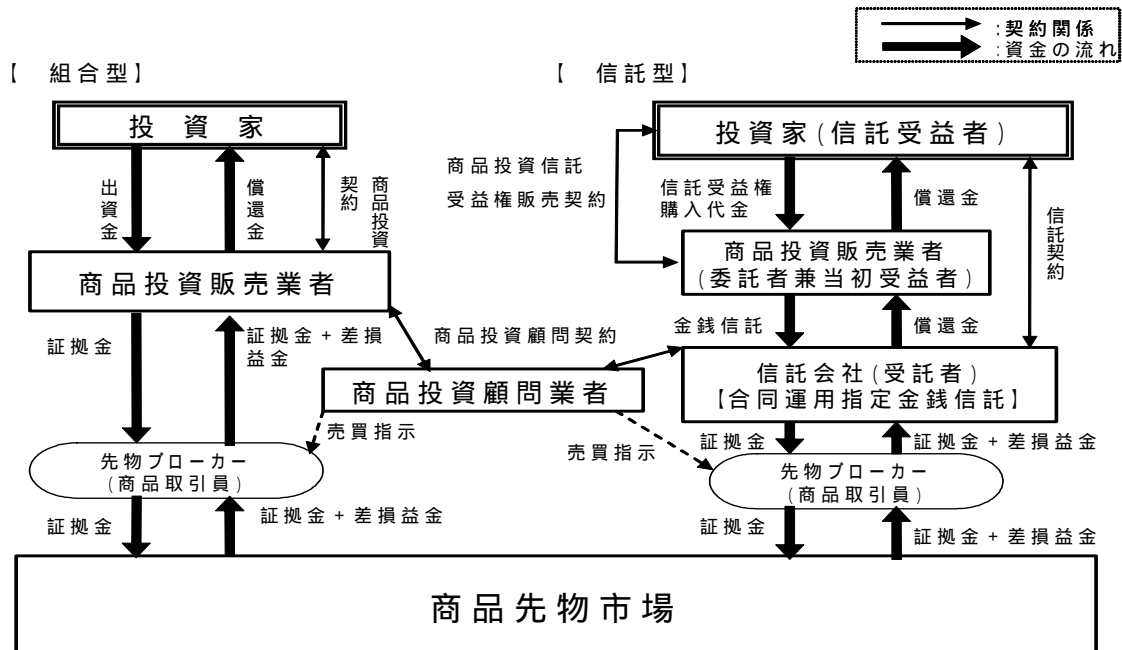 :契約関係
:資金の流れ
【 組合型】
【 信託型】
投資家
投資家(信託受益者)
出資金
償還金
商品投資
契約
商品投資信託
受益権販売契約
信託受益権
購入代金
償還金
信託契約
商品投資販売業者
商品投資販売業者
(委託者兼当初受益者)
証拠金
証拠金+差損
益金
商品投資顧問契約
金銭信託
償還金
商品投資顧問業者
信託会社(受託者)
【合同運用指定金銭信託】
売買指示
売買指示
証拠金
証拠金+差損益金
先物ブローカー
(商品取引員)
先物ブローカー
(商品取引員)
証拠金
証拠金+差損益金
証拠金
証拠金+差損益金
商品先物市場